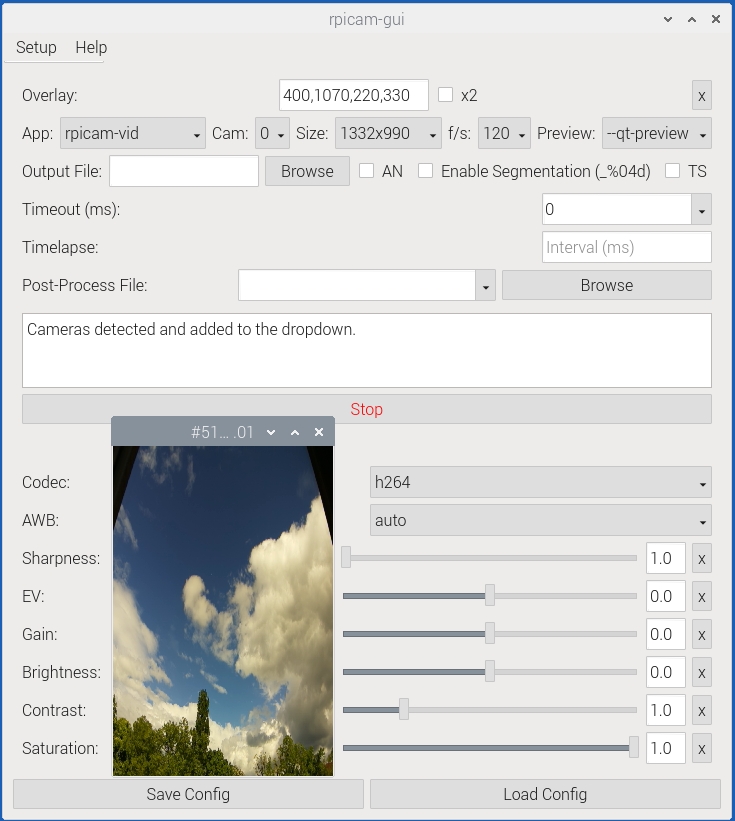 rpicam-gui
Setup Help
Overlay: 400,1070,220,330 x2 x
App: rpicam-vid Cam: 0 Size: 1332x990 f/s: 120 Preview: --qt-preview
Output File: Browse AN Enable Segmentation (_%04d) TS
Timeout (ms): 0
Timelapse: Interval (ms)
Post-Process File: Browse
Cameras detected and added to the dropdown.
Stop
#51... .01
Codec: h264
AWB: auto
Sharpness: 1.0 x
EV: 0.0 x
Gain: 0.0 x
Brightness: 0.0 x
Contrast: 1.0 x
Saturation: 1.0 x
Save Config Load Config